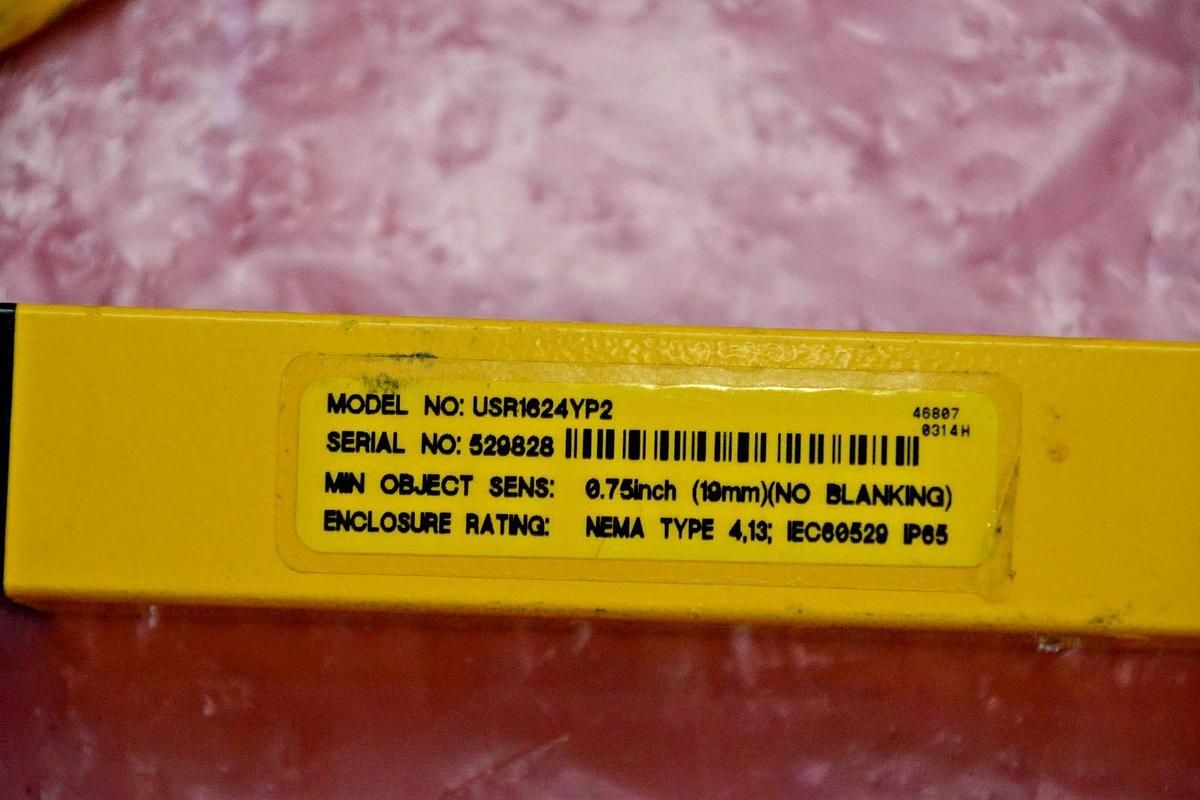 MODEL NO: USR1624YP2
46807
0314H
SERIAL NO: 529828
MIN OBJECT SENS: 0.75inch (19mm)(NO BLANKING)
ENCLOSURE RATING: NEMA TYPE 4,13; IEC60529 IP65